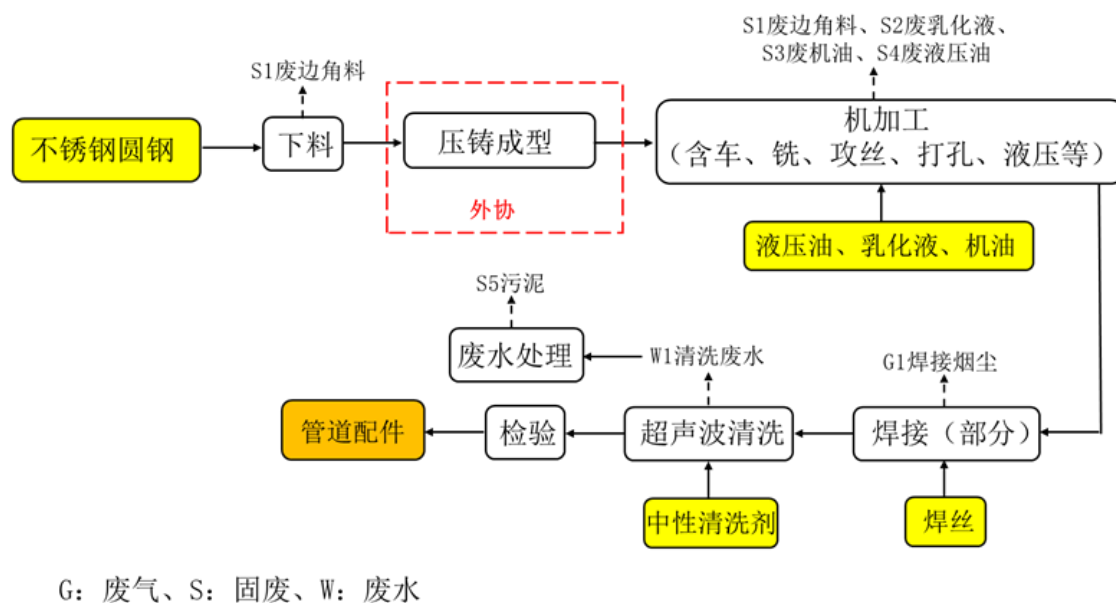 S1废边角料、S2废乳化液、
S3废机油、S4废液压油
S1废边角料
不锈钢圆钢
下料
压铸成型
机加工
（含车、铣、攻丝、打孔、液压等）
外协
液压油、乳化液、机油
S5污泥
废水处理
W1清洗废水
G1焊接烟尘
管道配件
检验
超声波清洗
焊接（部分）
中性清洗剂
焊丝
G: 废气、S: 固废、W: 废水